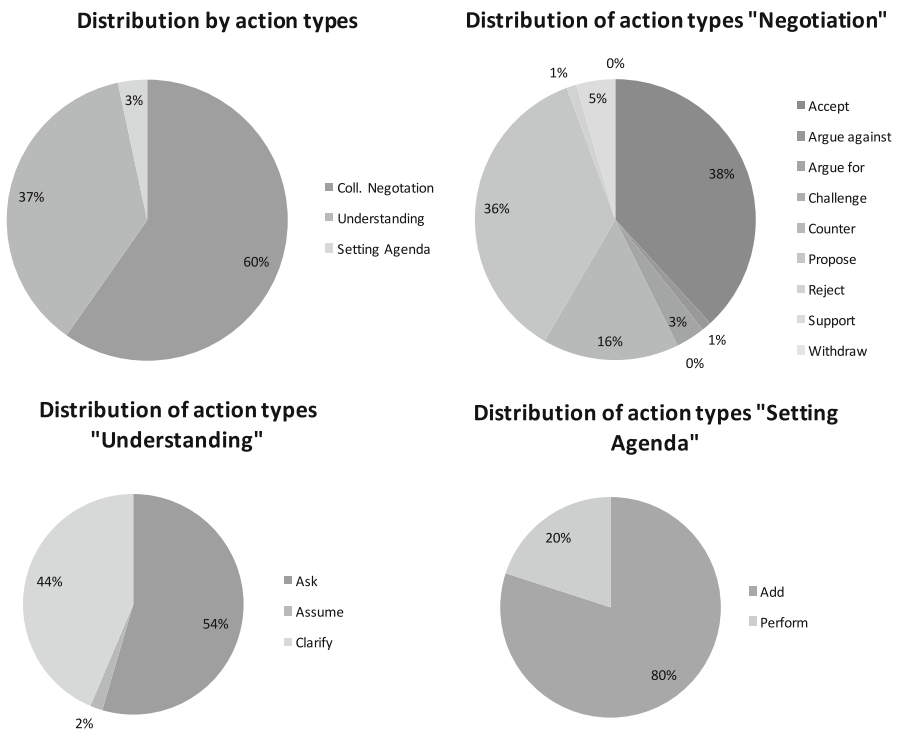 Distribution by action types
3%
37%
60%
Coll. Negotation
Understanding
Setting Agenda
Distribution of action types "Negotiation"
0%
1%
5%
38%
36%
3%
16%
1%
0%
Accept
Argue against
Argue for
Challenge
Counter
Propose
Reject
Support
Withdraw
Distribution of action types
"Understanding"
44%
54%
2%
Ask
Assume
Clarify
Distribution of action types "Setting
Agenda"
20%
80%
Add
Perform